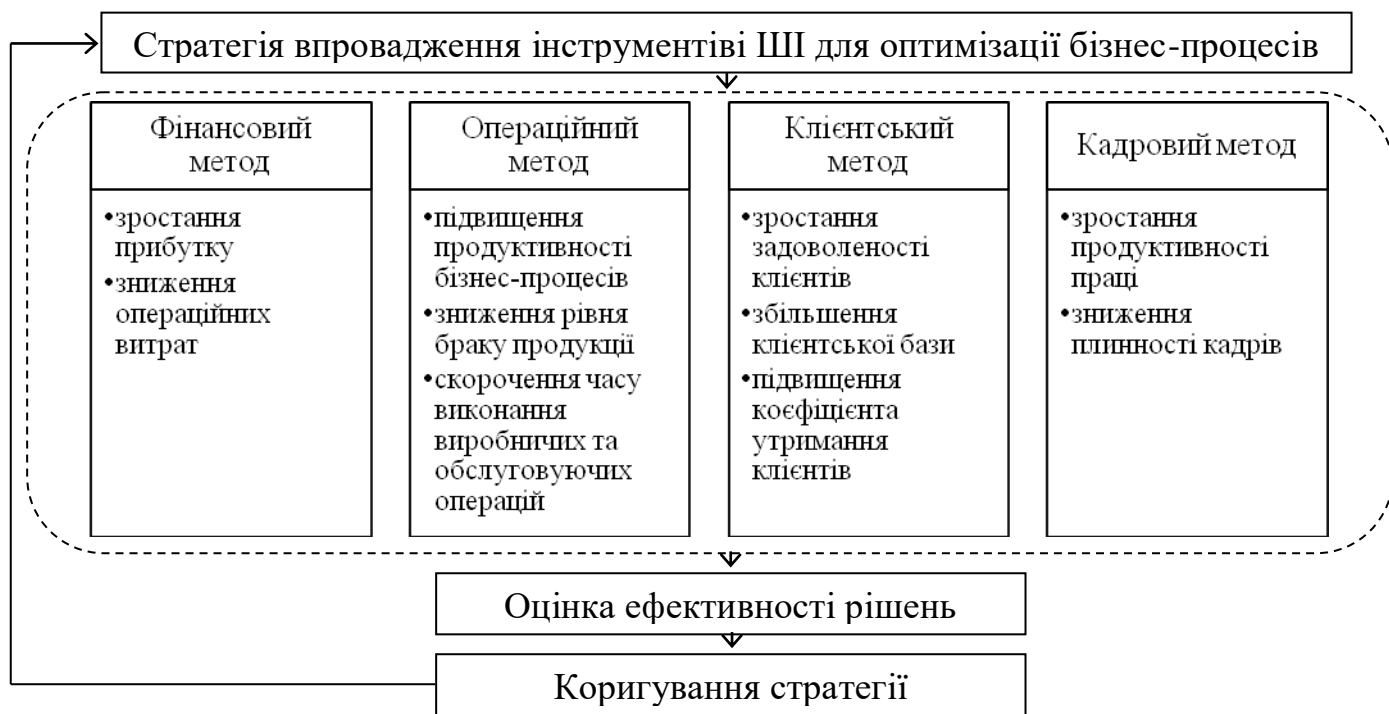 Стратегія впровадження інструментіві ШІ для оптимізації бізнес-процесів
Фінансовий
метод
•зростання
прибутку
•зниження
операційних
витрат
Операційний
метод
•підвищення
продуктивності
бізнес-процесів
•зниження рівня
браку продукції
•скорочення часу
виконання
виробничих та
обслуговуючих
операцій
Клієнтський
метод
•зростання
задоволеності
клієнтів
•збільшення
клієнтської бази
•підвищення
коефіцієнта
утримання
клієнтів
Кадровий метод
•зростання
продуктивності
праці
•зниження
плинності кадрів
Оцінка ефективності рішень
Коригування стратегії